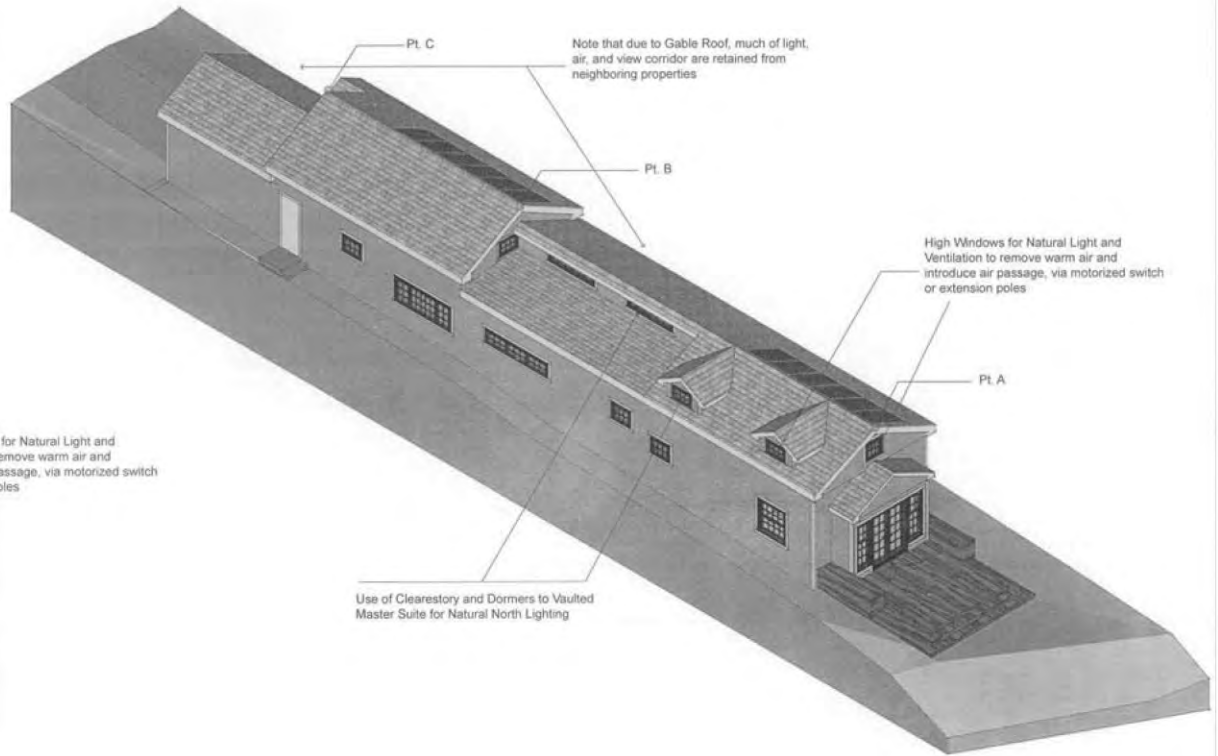 Pt. C
Note that due to Gable Roof, much of light,
air, and view corridor are retained from
neighboring properties
Pt. B
High Windows for Natural Light and
Ventilation to remove warm air and
introduce air passage, via motorized switch
or extension poles
Pt. A
for Natural Light and
emove warm air and
assage, via motorized switch
oles
Use of Clearestory and Dormers to Vaulted
Master Suite for Natural North Lighting